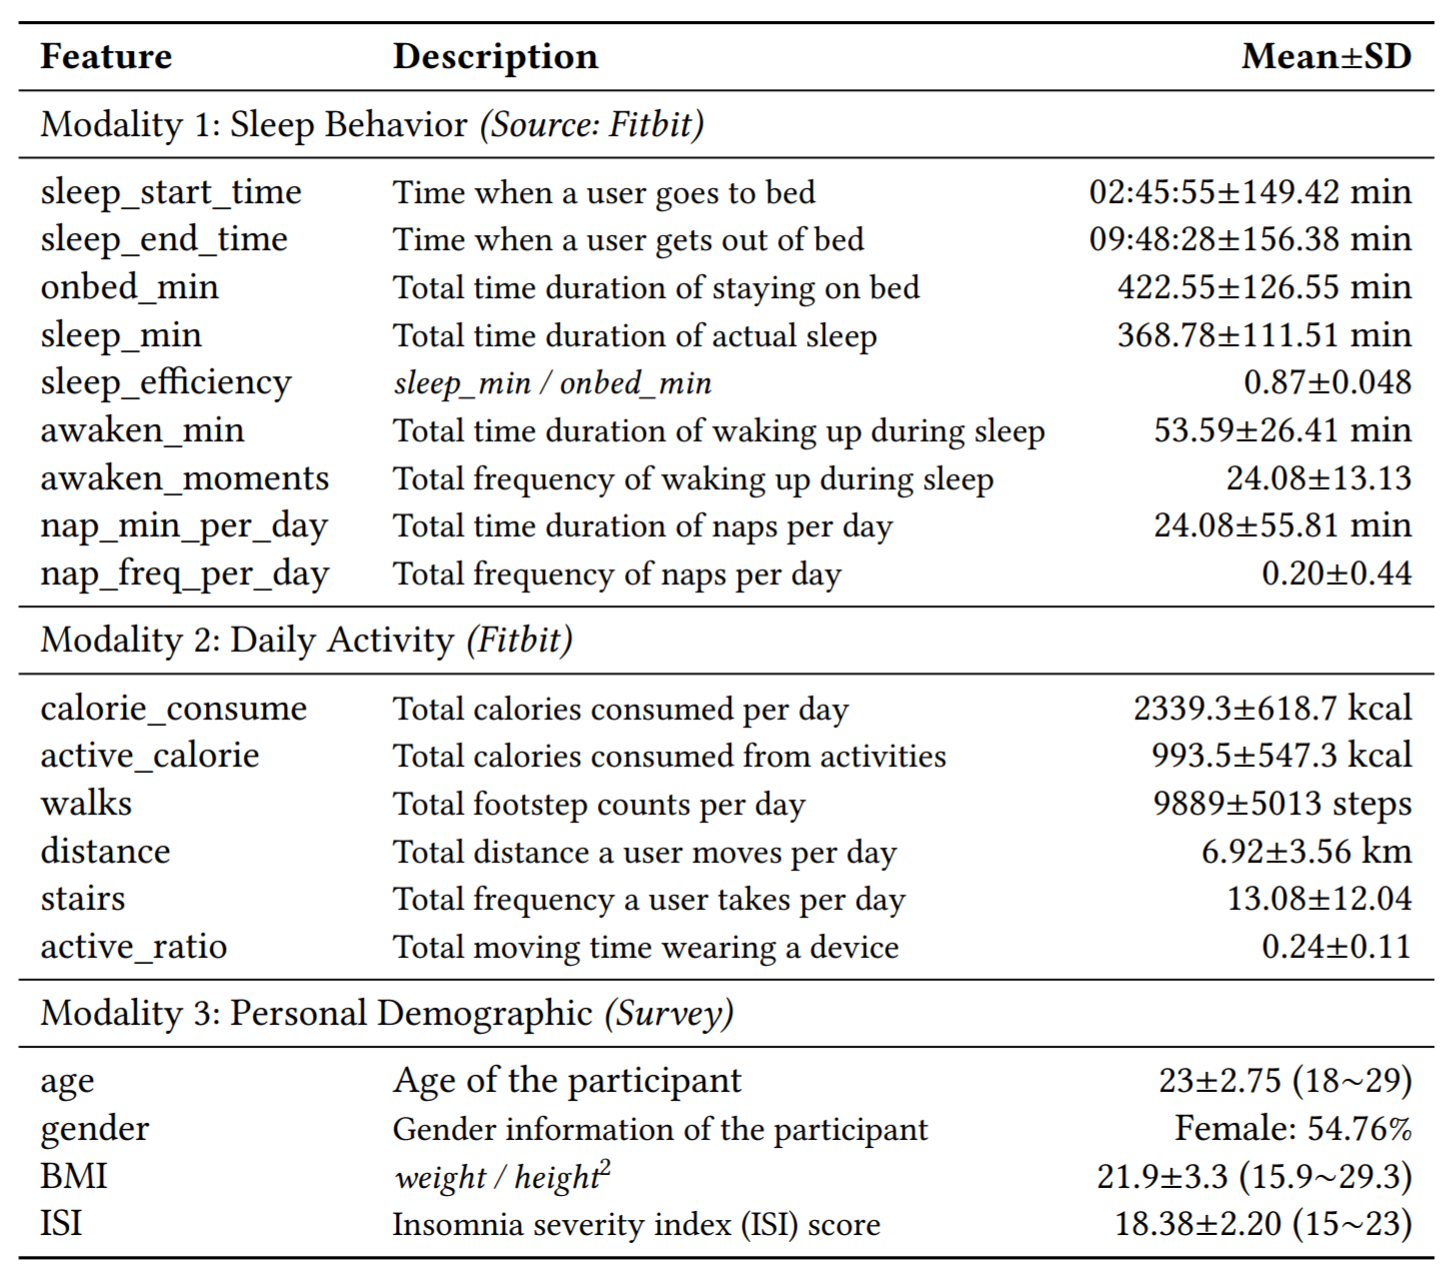 Feature Description Mean±SD
Modality 1: Sleep Behavior (Source: Fitbit)
sleep_start_time Time when a user goes to bed 02:45:55±149.42 min
sleep_end_time Time when a user gets out of bed 09:48:28±156.38 min
onbed_min Total time duration of staying on bed 422.55±126.55 min
sleep_min Total time duration of actual sleep 368.78±111.51 min
sleep_efficiency sleep_min / onbed_min 0.87±0.048
awaken_min Total time duration of waking up during sleep 53.59±26.41 min
awaken_moments Total frequency of waking up during sleep 24.08±13.13
nap_min_per_day Total time duration of naps per day 24.08±55.81 min
nap_freq_per_day Total frequency of naps per day 0.20±0.44
Modality 2: Daily Activity (Fitbit)
calorie_consume Total calories consumed per day 2339.3±618.7 kcal
active_calorie Total calories consumed from activities 993.5±547.3 kcal
walks Total footstep counts per day 9889±5013 steps
distance Total distance a user moves per day 6.92±3.56 km
stairs Total frequency a user takes per day 13.08±12.04
active_ratio Total moving time wearing a device 0.24±0.11
Modality 3: Personal Demographic (Survey)
age Age of the participant 23±2.75 (18~29)
gender Gender information of the participant Female: 54.76%
BMI weight / height² 21.9±3.3 (15.9~29.3)
ISI Insomnia severity index (ISI) score 18.38±2.20 (15~23)